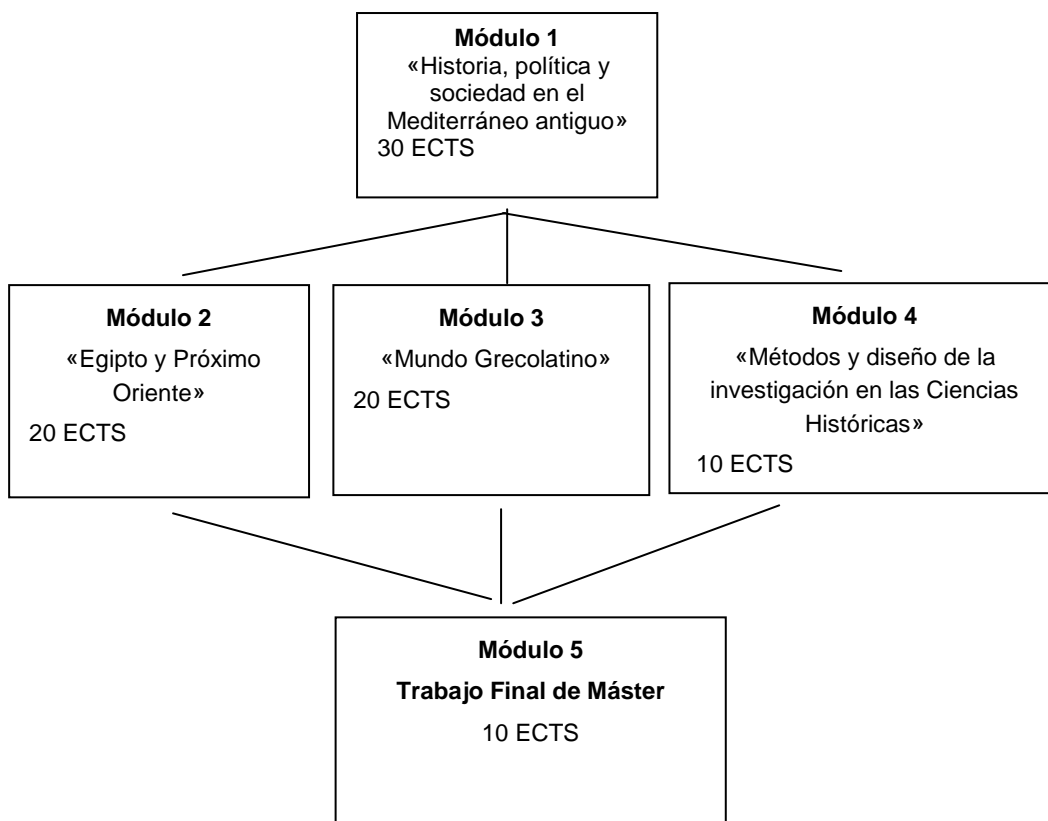 Módulo 1
«Historia, política y
sociedad en el
Mediterráneo antiguo»
30 ECTS
Módulo 2
«Egipto y Próximo
Oriente»
20 ECTS
Módulo 3
«Mundo Grecolatino»
20 ECTS
Módulo 4
«Métodos y diseño de la
investigación en las Ciencias
Históricas»
10 ECTS
Módulo 5
Trabajo Final de Máster
10 ECTS